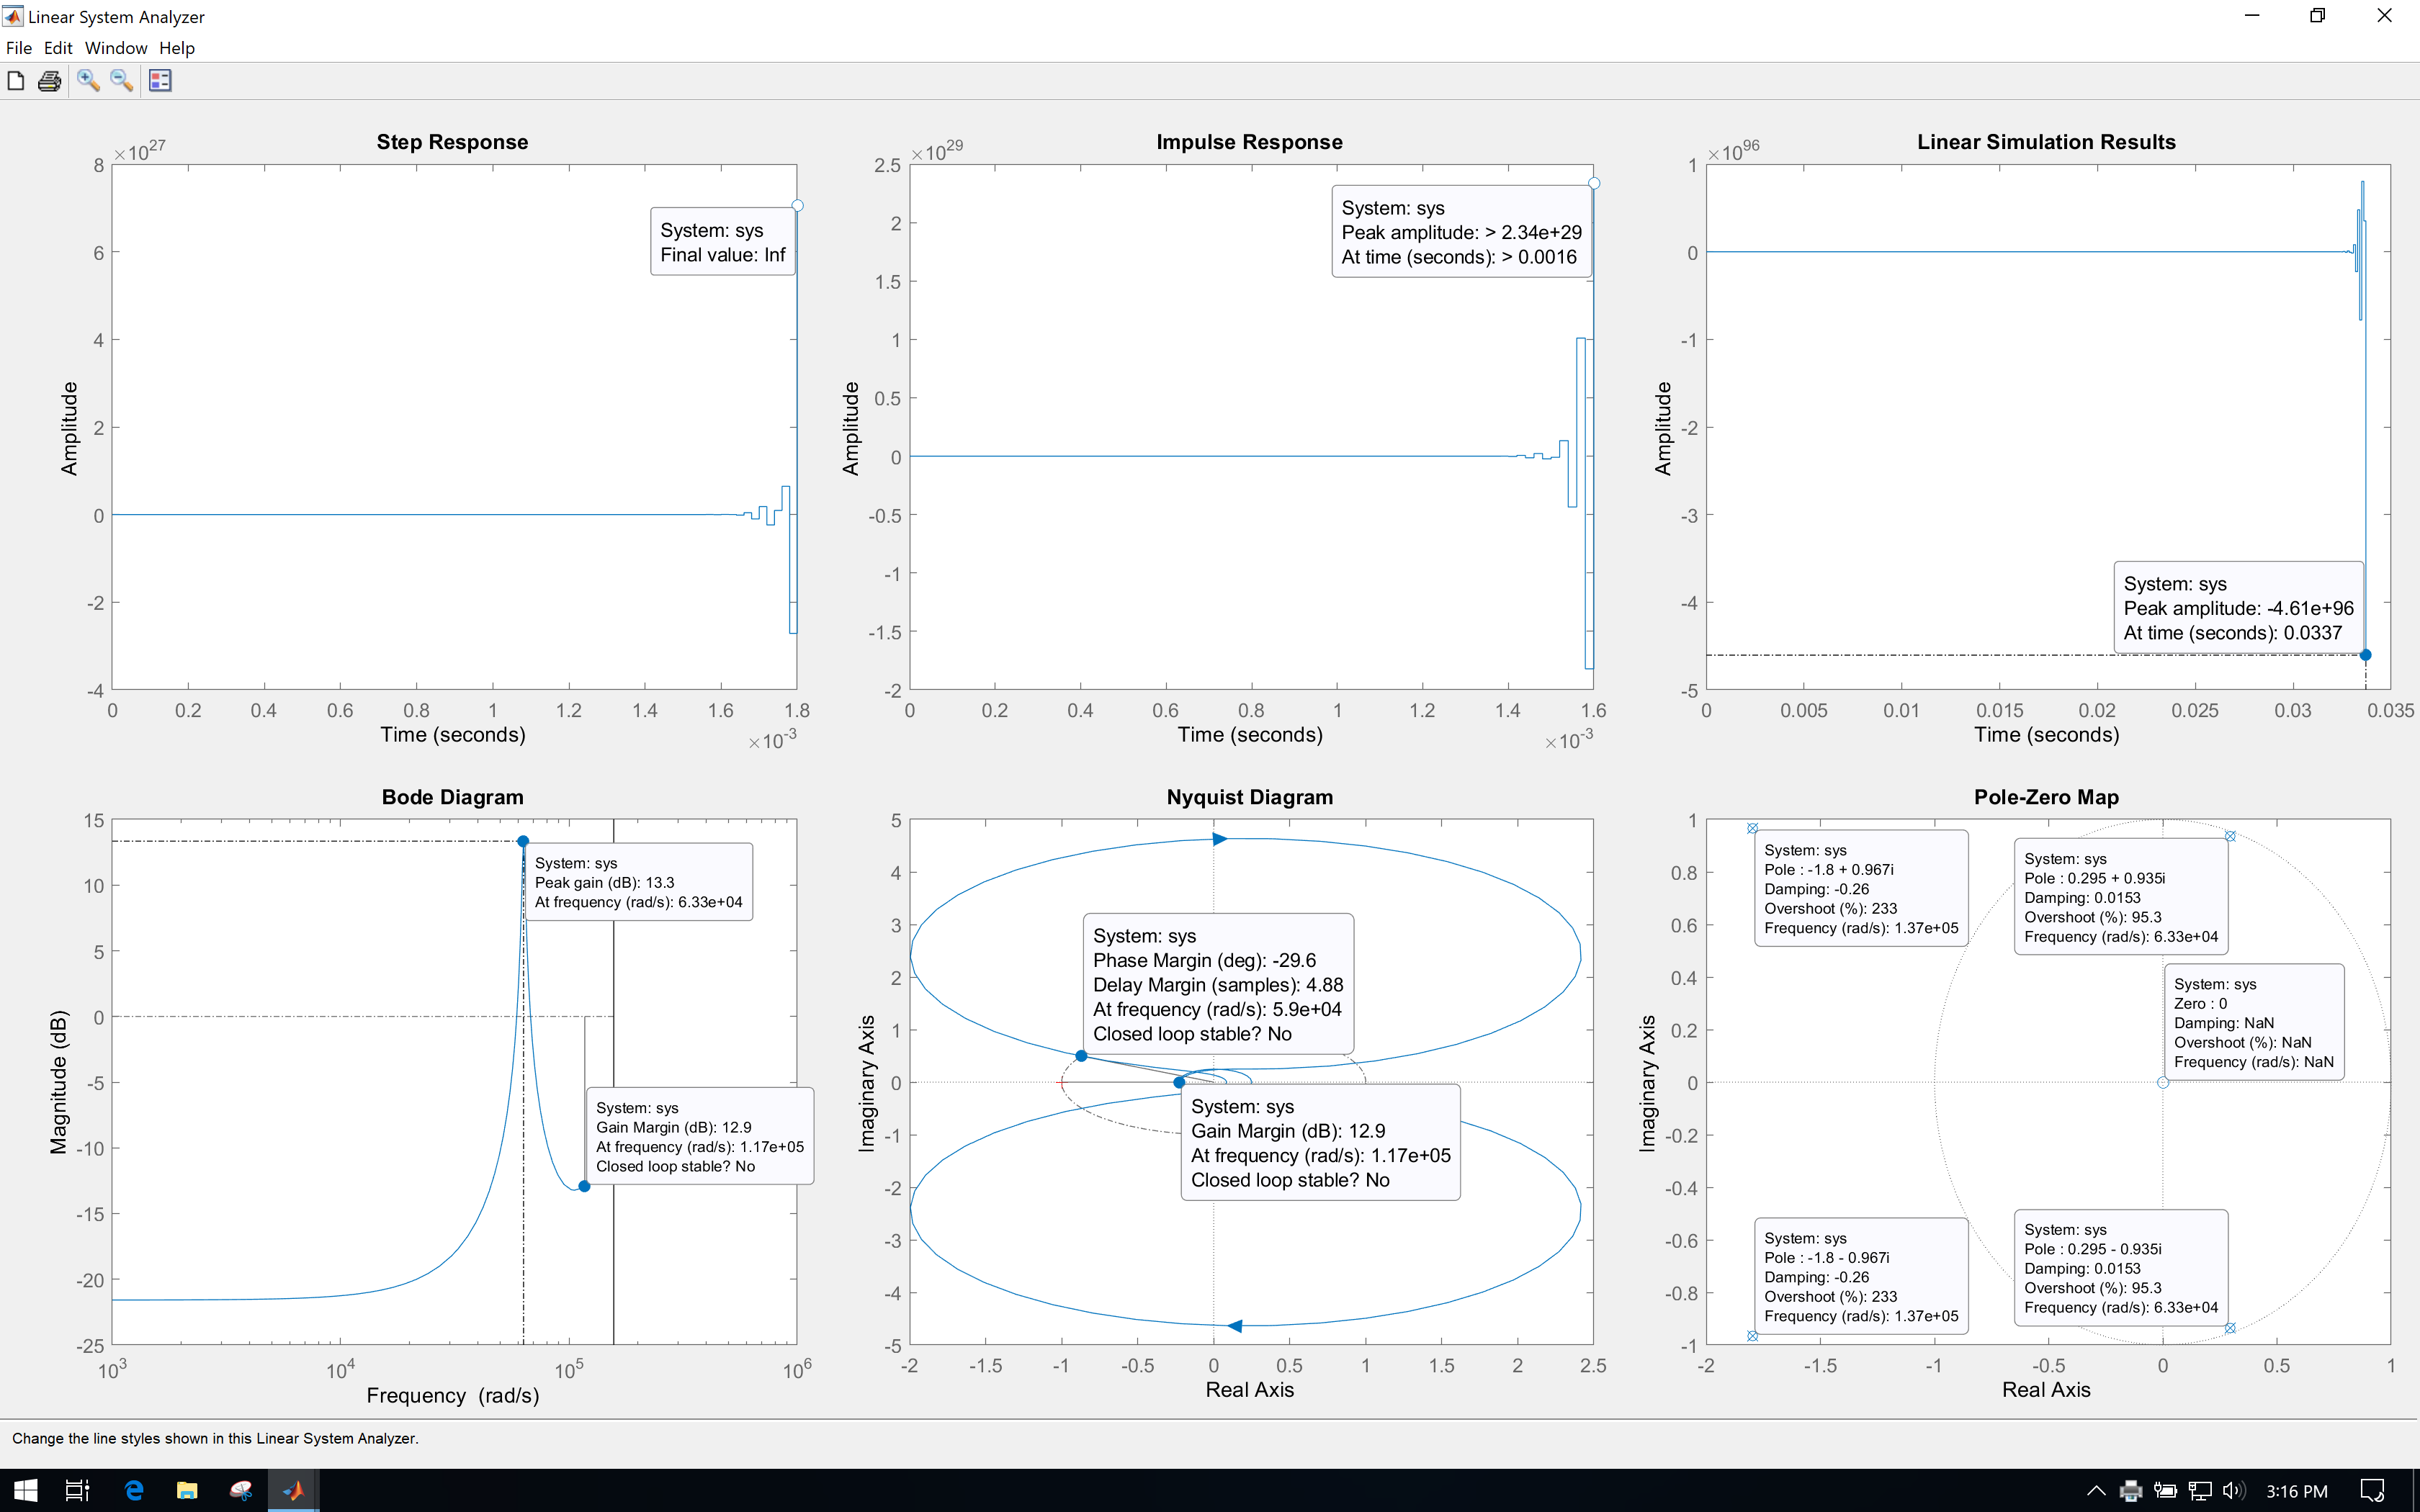 Linear System Analyzer
File Edit Window Help
Step Response
×10^27
8
6
4
2
0
-2
-4
Amplitude
System: sys
Final value: Inf
0 0.2 0.4 0.6 0.8 1 1.2 1.4 1.6 1.8
Time (seconds)
×10^-3
Impulse Response
×10^29
2.5
2
1.5
1
0.5
0
-0.5
-1
-1.5
-2
Amplitude
System: sys
Peak amplitude: > 2.34e+29
At time (seconds): > 0.0016
0 0.2 0.4 0.6 0.8 1 1.2 1.4 1.6
Time (seconds)
×10^-3
Linear Simulation Results
×10^96
1
0
-1
-2
-3
-4
-5
Amplitude
System: sys
Peak amplitude: -4.61e+96
At time (seconds): 0.0337
0 0.005 0.01 0.015 0.02 0.025 0.03 0.035
Time (seconds)
Bode Diagram
15
10
5
0
-5
-10
-15
-20
-25
Magnitude (dB)
System: sys
Peak gain (dB): 13.3
At frequency (rad/s): 6.33e+04
System: sys
Gain Margin (dB): 12.9
At frequency (rad/s): 1.17e+05
Closed loop stable? No
10^3 10^4 10^5 10^6
Frequency (rad/s)
Nyquist Diagram
5
4
3
2
1
0
-1
-2
-3
-4
-5
Imaginary Axis
System: sys
Phase Margin (deg): -29.6
Delay Margin (samples): 4.88
At frequency (rad/s): 5.9e+04
Closed loop stable? No
System: sys
Gain Margin (dB): 12.9
At frequency (rad/s): 1.17e+05
Closed loop stable? No
-2 -1.5 -1 -0.5 0 0.5 1 1.5 2 2.5
Real Axis
Pole-Zero Map
1
0.8
0.6
0.4
0.2
0
-0.2
-0.4
-0.6
-0.8
-1
Imaginary Axis
System: sys
Pole : -1.8 + 0.967i
Damping: -0.26
Overshoot (%): 233
Frequency (rad/s): 1.37e+05
System: sys
Pole : 0.295 + 0.935i
Damping: 0.0153
Overshoot (%): 95.3
Frequency (rad/s): 6.33e+04
System: sys
Zero : 0
Damping: NaN
Overshoot (%): NaN
Frequency (rad/s): NaN
System: sys
Pole : -1.8 - 0.967i
Damping: -0.26
Overshoot (%): 233
Frequency (rad/s): 1.37e+05
System: sys
Pole : 0.295 - 0.935i
Damping: 0.0153
Overshoot (%): 95.3
Frequency (rad/s): 6.33e+04
-2 -1.5 -1 -0.5 0 0.5 1
Real Axis
Change the line styles shown in this Linear System Analyzer.
3:16 PM